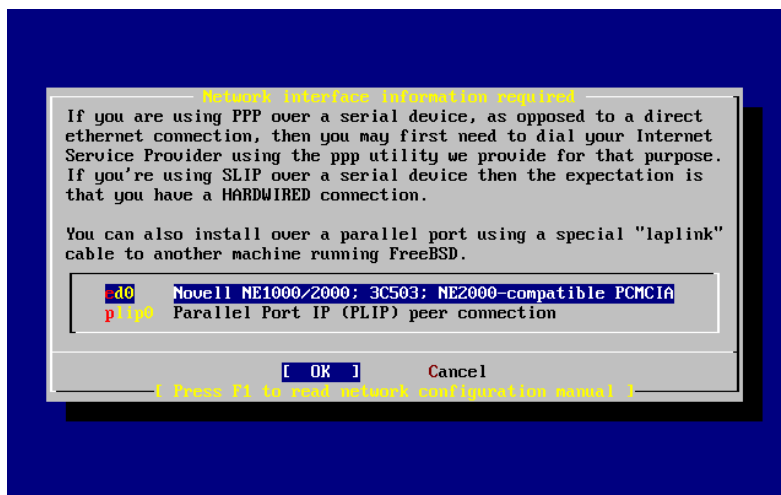 Network interface information required
If you are using PPP over a serial device, as opposed to a direct
ethernet connection, then you may first need to dial your Internet
Service Provider using the ppp utility we provide for that purpose.
If you're using SLIP over a serial device then the expectation is
that you have a HARDWIRED connection.
You can also install over a parallel port using a special "laplink"
cable to another machine running FreeBSD.
ed0 Novell NE1000/2000; 3C503; NE2000-compatible PCMCIA
plip0 Parallel Port IP (PLIP) peer connection
[ OK ] Cancel
[ Press F1 to read network configuration manual ]